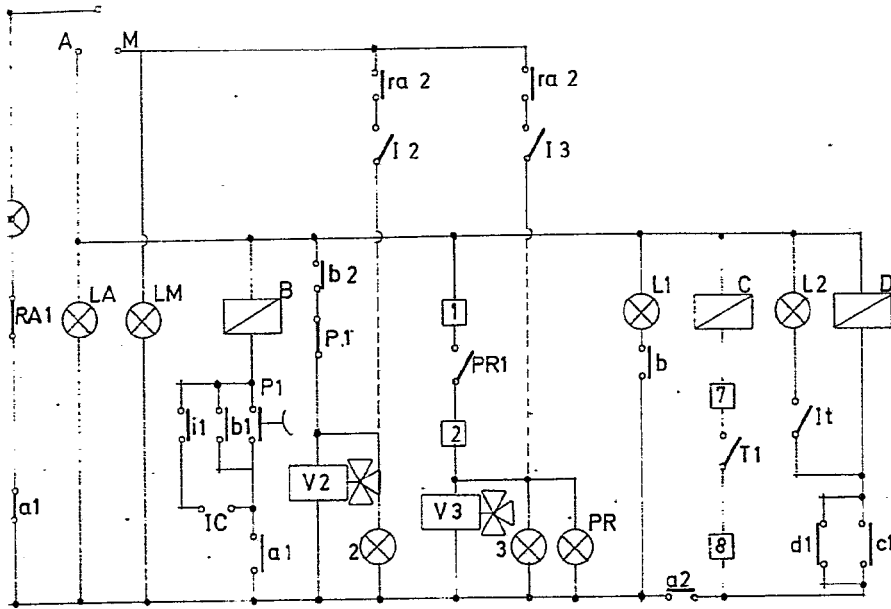 A M
ra 2 ra 2
I 2 I 3
RA1 LA LM B b2 1 L1 C L2 D
P.1 PR1 b
P1 7 It
i1 b1 2 T1
V2 V3
a1 IC PR
a1 2 3 8 d1 c1
a2